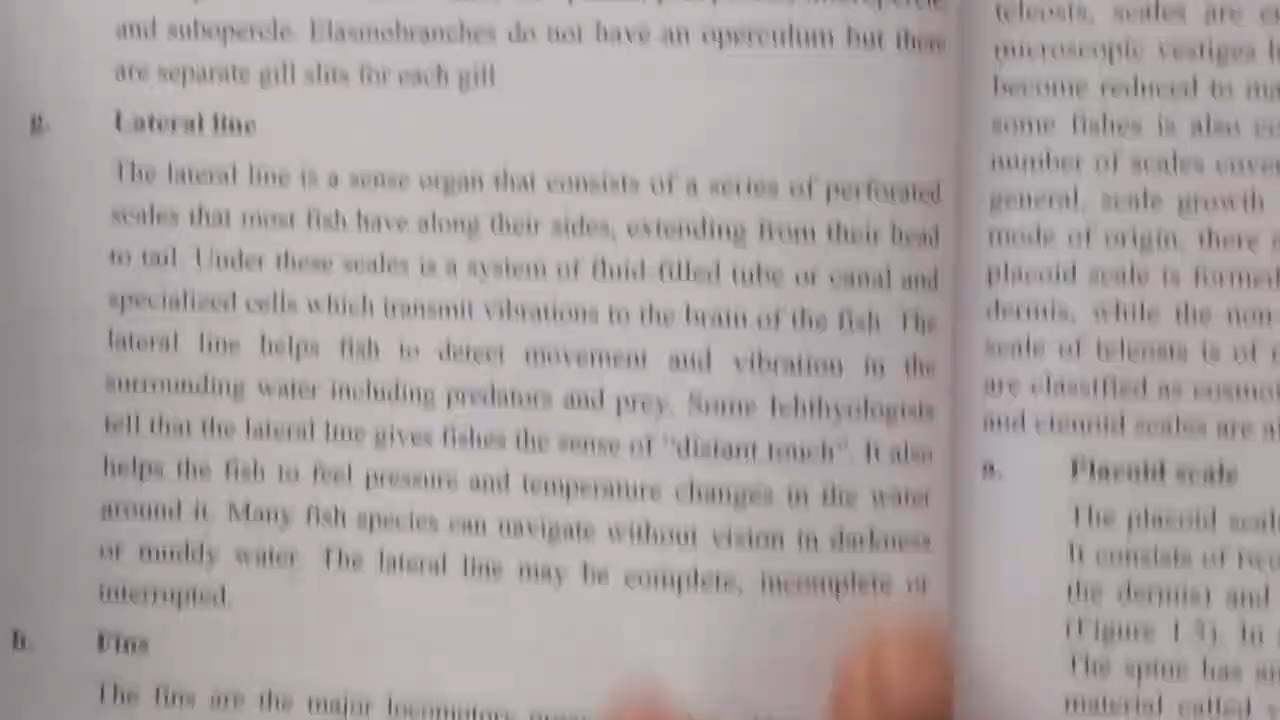 and subopercle. Elasmobranches do not have an operculum but there
are separate gill slits for each gill
g. Lateral line
The lateral line is a sense organ that consists of a series of perforated
scales that most fish have along their sides, extending from their head
to tail. Under these scales is a system of fluid-filled tube or canal and
specialized cells which transmit vibrations to the brain of the fish. The
lateral line helps fish to detect movement and vibration in the
surrounding water including predators and prey. Some Ichthyologists
tell that the lateral line gives fishes the sense of "distant touch". It also
helps the fish to feel pressure and temperature changes in the water
around it. Many fish species can navigate without vision in darkness
or muddy water. The lateral line may be complete, incomplete or
interrupted.
h. Fins
The fins are the major locomotory
teleosts, scales are
microscopic vestiges
become reduced to
some fishes is also
number of scales
general, scale growth
mode of origin, there
placoid scale is formed
dermis, while the non
scale of teleosts is of
are classified as
and ctenoid scales are
a. Placoid scale
The placoid
It consists of
the dermis) and
(Figure 1.3). In
The spine has an
material called